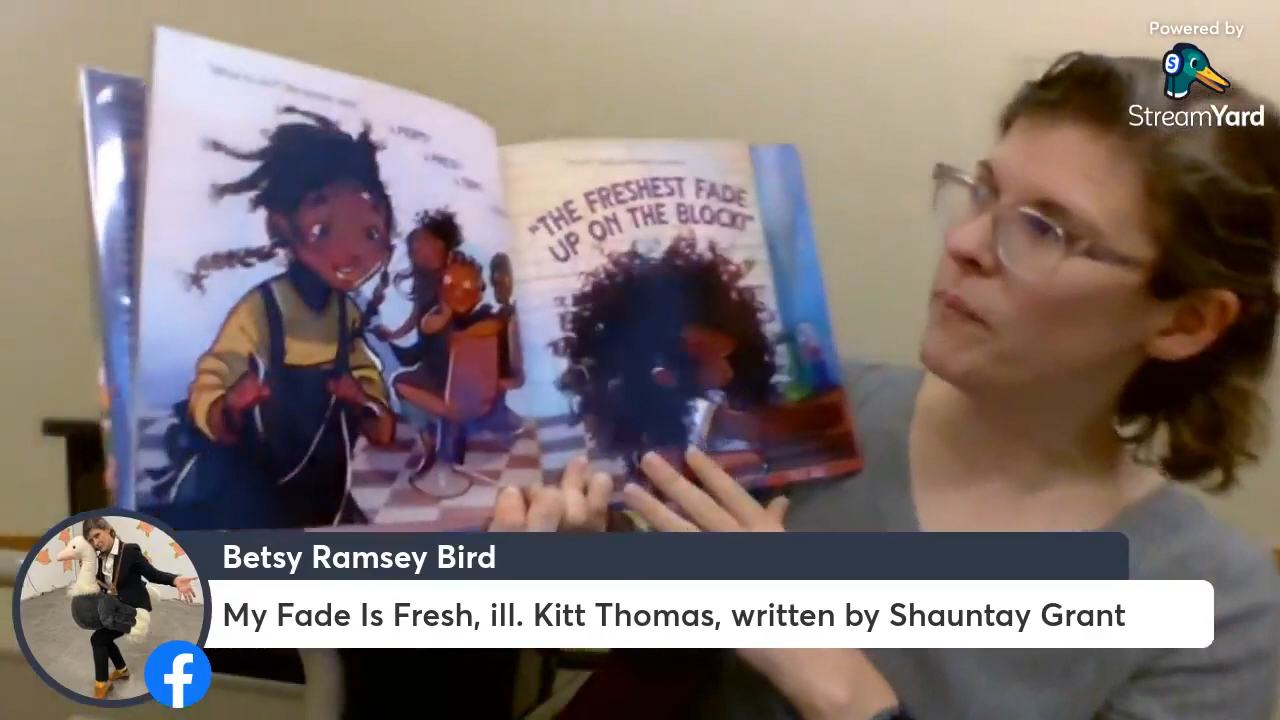 Powered by
S
StreamYard
"THE FRESHEST FADE
UP ON THE BLOCK!"
Betsy Ramsey Bird
My Fade Is Fresh, ill. Kitt Thomas, written by Shauntay Grant